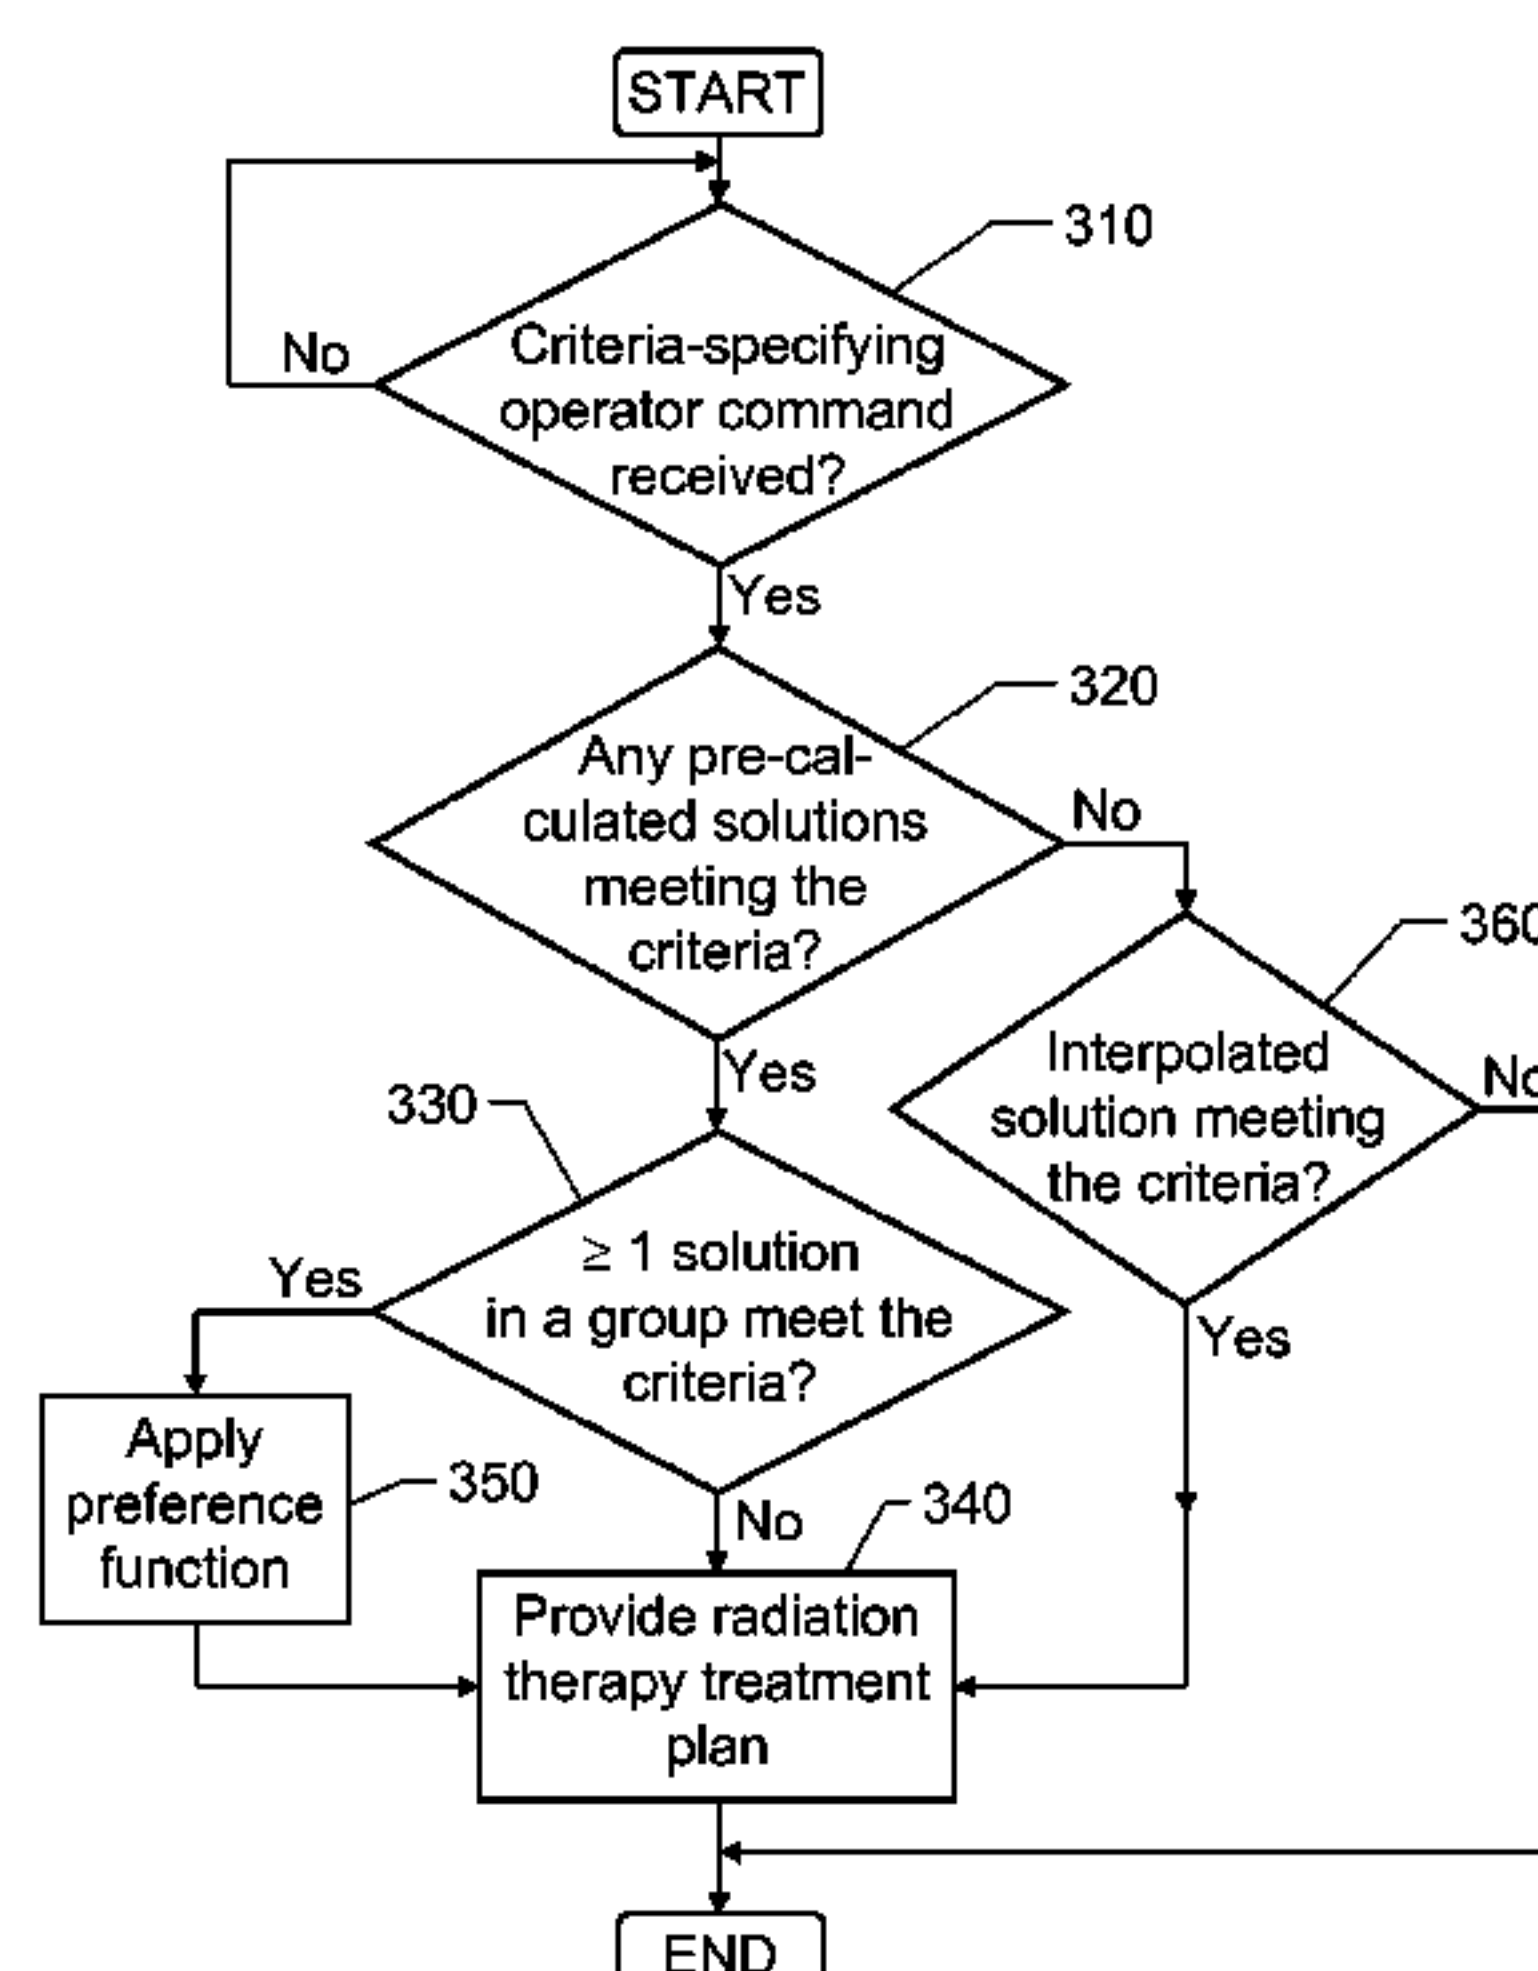 START
310
No
Criteria-specifying
operator command
received?
Yes
320
Any pre-cal-
culated solutions
meeting the
criteria?
No
360
Interpolated
solution meeting
the criteria?
No
Yes
330
≥ 1 solution
in a group meet the
criteria?
Yes
Yes
Apply
preference
function
350
No
340
Provide radiation
therapy treatment
plan
END